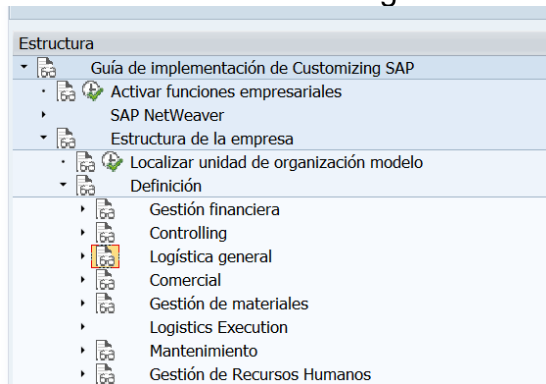 Estructura
Guía de implementación de Customizing SAP
Activar funciones empresariales
SAP NetWeaver
Estructura de la empresa
Localizar unidad de organización modelo
Definición
Gestión financiera
Controlling
Logística general
Comercial
Gestión de materiales
Logistics Execution
Mantenimiento
Gestión de Recursos Humanos